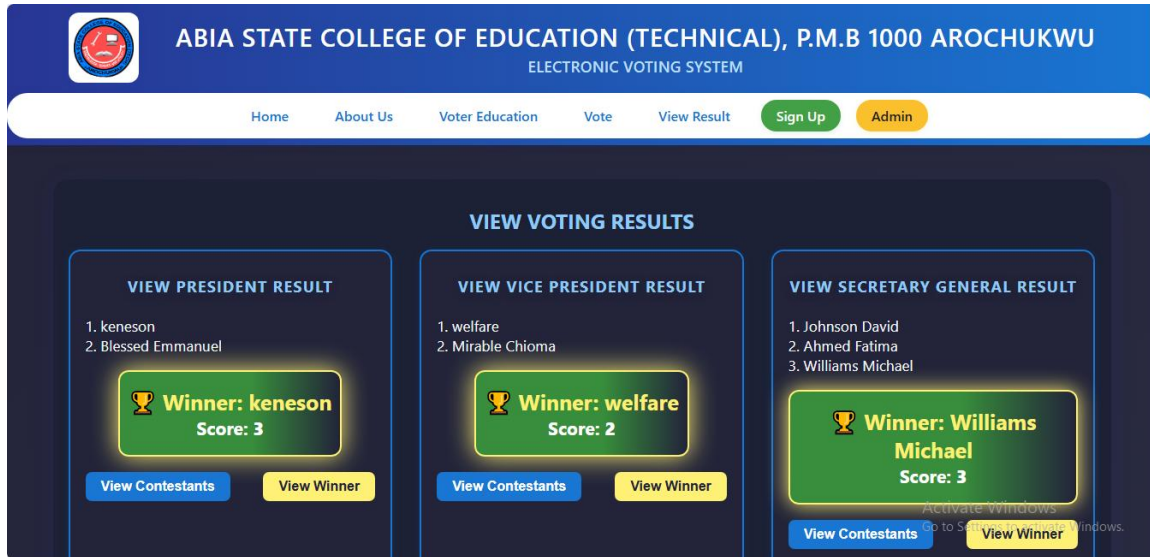 ABIA STATE COLLEGE OF EDUCATION (TECHNICAL), P.M.B 1000 AROCHUKWU
ELECTRONIC VOTING SYSTEM
Home About Us Voter Education Vote View Result Sign Up Admin
VIEW VOTING RESULTS
VIEW PRESIDENT RESULT
1. keneson
2. Blessed Emmanuel
🏆 Winner: keneson
Score: 3
View Contestants View Winner
VIEW VICE PRESIDENT RESULT
1. welfare
2. Mirable Chioma
🏆 Winner: welfare
Score: 2
View Contestants View Winner
VIEW SECRETARY GENERAL RESULT
1. Johnson David
2. Ahmed Fatima
3. Williams Michael
🏆 Winner: Williams
Michael
Score: 3
View Contestants View Winner
Activate Windows
Go to Settings to activate Windows.